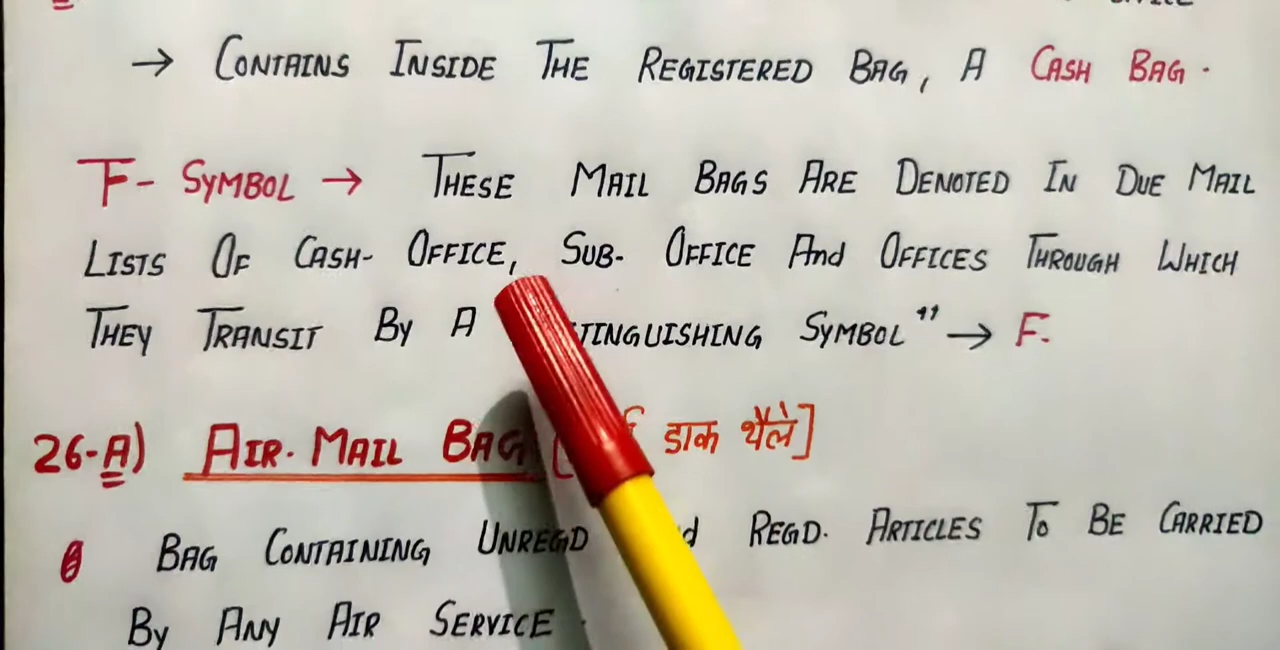 → CONTAINS INSIDE THE REGISTERED BAG, A CASH BAG.
F- SYMBOL → THESE MAIL BAGS ARE DENOTED IN DUE MAIL
LISTS OF CASH- OFFICE, SUB- OFFICE And OFFICES THROUGH WHICH
THEY TRANSIT By A TINGUISHING SYMBOL" → F.
26-A) AIR. MAIL BAG [ डाक थैले]
BAG CONTAINING UNREGD d REGD. ARTICLES To BE CARRIED
By ANY AIR SERVICE